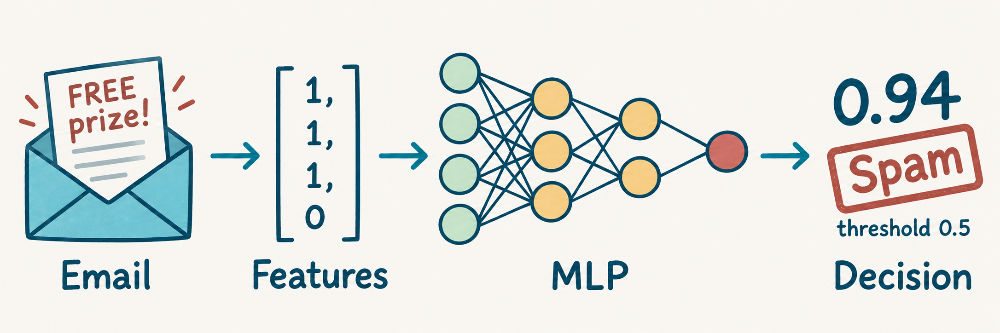 FREE
prize!
Email
1,
1,
1,
0
Features
MLP
0.94
Spam
threshold 0.5
Decision